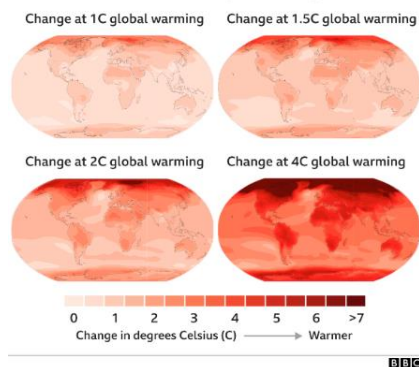 Change at 1C global warming
Change at 1.5C global warming
Change at 2C global warming
Change at 4C global warming
0 1 2 3 4 5 6 >7
Change in degrees Celsius (C) Warmer
BBC